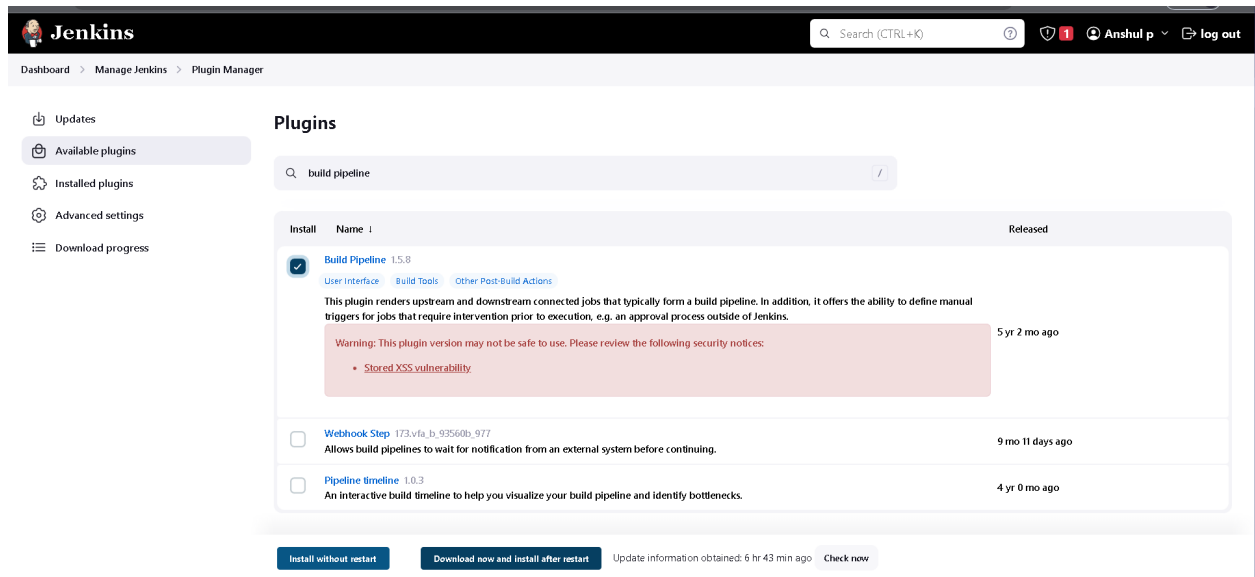 Jenkins
Search (CTRL+K)
1
Anshul p
log out
Dashboard
Manage Jenkins
Plugin Manager
Updates
Available plugins
Installed plugins
Advanced settings
Download progress
Plugins
build pipeline
/
Install Name ↓ Released
Build Pipeline 1.5.8
User Interface Build Tools Other Post-Build Actions
This plugin renders upstream and downstream connected jobs that typically form a build pipeline. In addition, it offers the ability to define manual
triggers for jobs that require intervention prior to execution, e.g. an approval process outside of Jenkins.
Warning: This plugin version may not be safe to use. Please review the following security notices:
• Stored XSS vulnerability
5 yr 2 mo ago
Webhook Step 173.vfa_b_93560b_977
Allows build pipelines to wait for notification from an external system before continuing.
9 mo 11 days ago
Pipeline timeline 1.0.3
An interactive build timeline to help you visualize your build pipeline and identify bottlenecks.
4 yr 0 mo ago
Install without restart
Download now and install after restart
Update information obtained: 6 hr 43 min ago
Check now